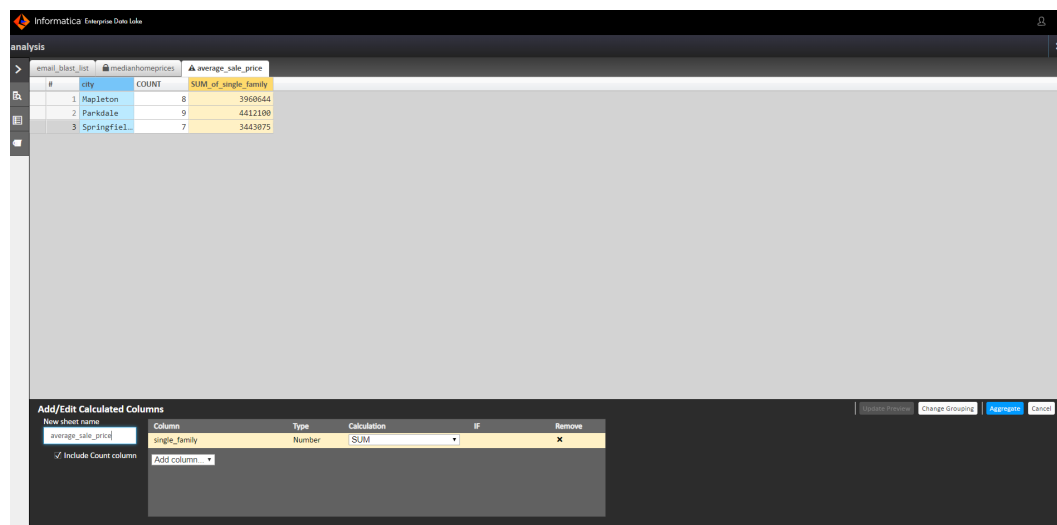 Informatica Enterprise Data Lake
analysis
email_blast_list medianhomeprices average_sale_price
# city COUNT SUM_of_single_family
1 Mapleton 8 3960644
2 Parkdale 9 4412100
3 Springfiel… 7 3443075
Add/Edit Calculated Columns
Update Preview Change Grouping Aggregate Cancel
New sheet name
average_sale_price
Include Count column
Column Type Calculation IF Remove
single_family Number SUM
Add column...